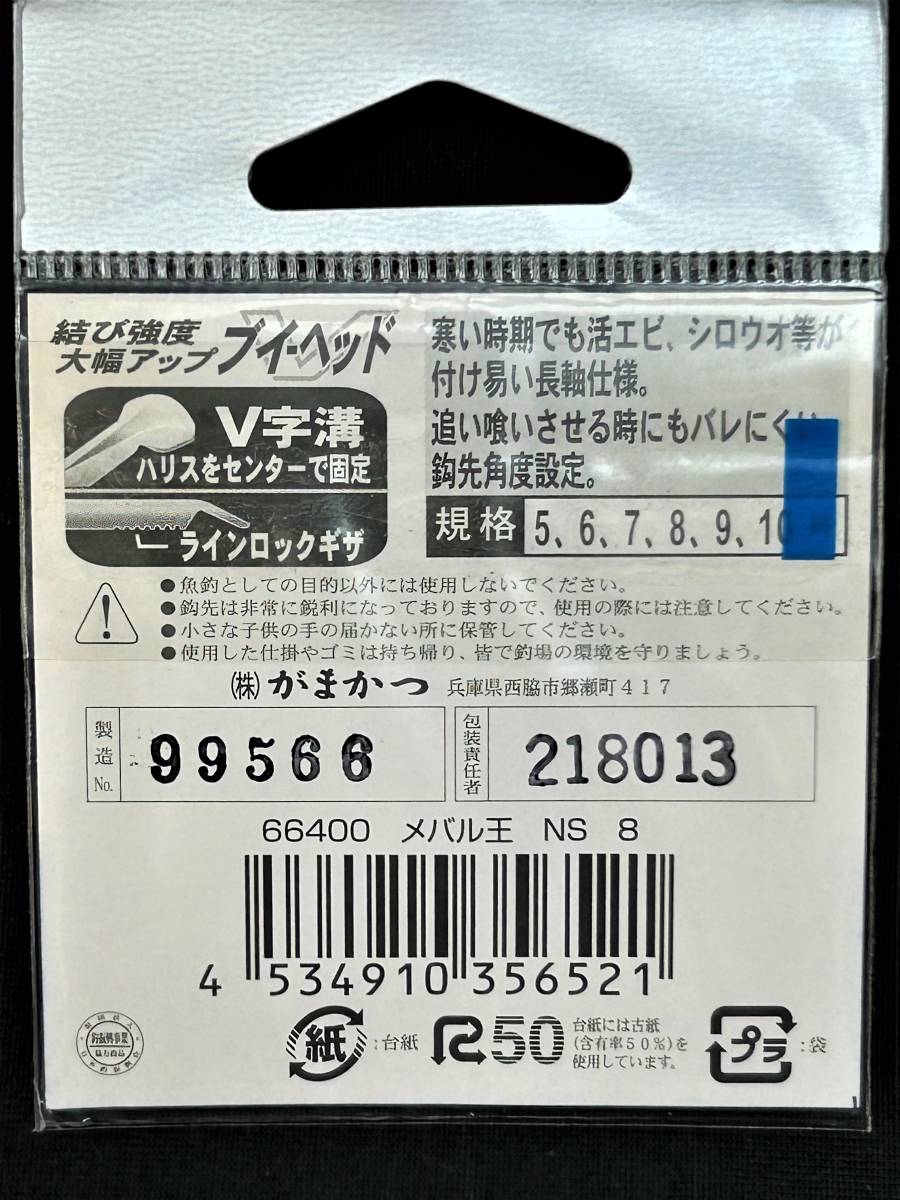 結び強度
大幅アップ
ブイ・ヘッド
V字溝
ハリスをセンターで固定
ラインロックギザ
寒い時期でも活エビ、シロウオ等が
付け易い長軸仕様。
追い喰いさせる時にもバレにくい
鈎先角度設定。
規格
5、6、7、8、9、10
●魚鈎としての目的以外には使用しないでください。
●鈎先は非常に鋭利になっておりますので、使用の際には注意してください。
●小さな子供の手の届かない所に保管してください。
●使用した仕掛やゴミは持ち帰り、皆で釣場の環境を守りましょう。
(株)がまかつ 兵庫県西脇市郷瀬町417
製造No. 99566
包装責任者 218013
66400 メバル王 NS 8
4 534910 356521
紙 :台紙
R50
台紙には古紙
(含有率50%)を
使用しています。
プラ :袋